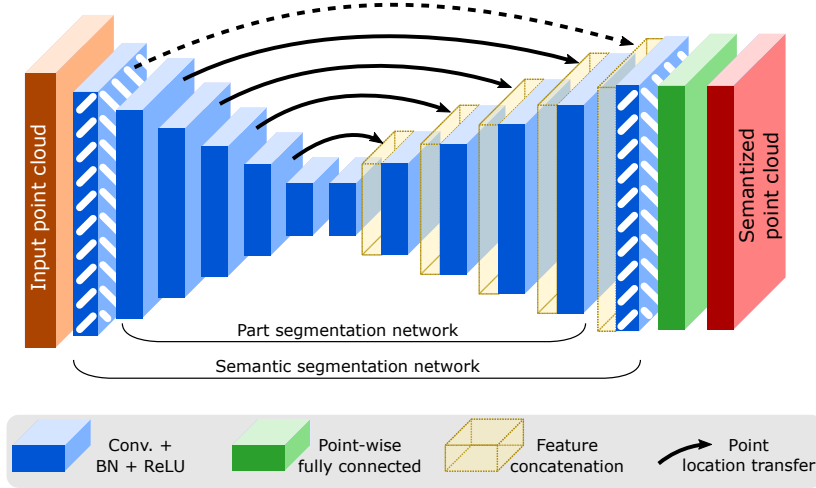 Input point cloud
Semantized
point cloud
Part segmentation network
Semantic segmentation network
Conv. +
BN + ReLU
Point-wise
fully connected
Feature
concatenation
Point
location transfer